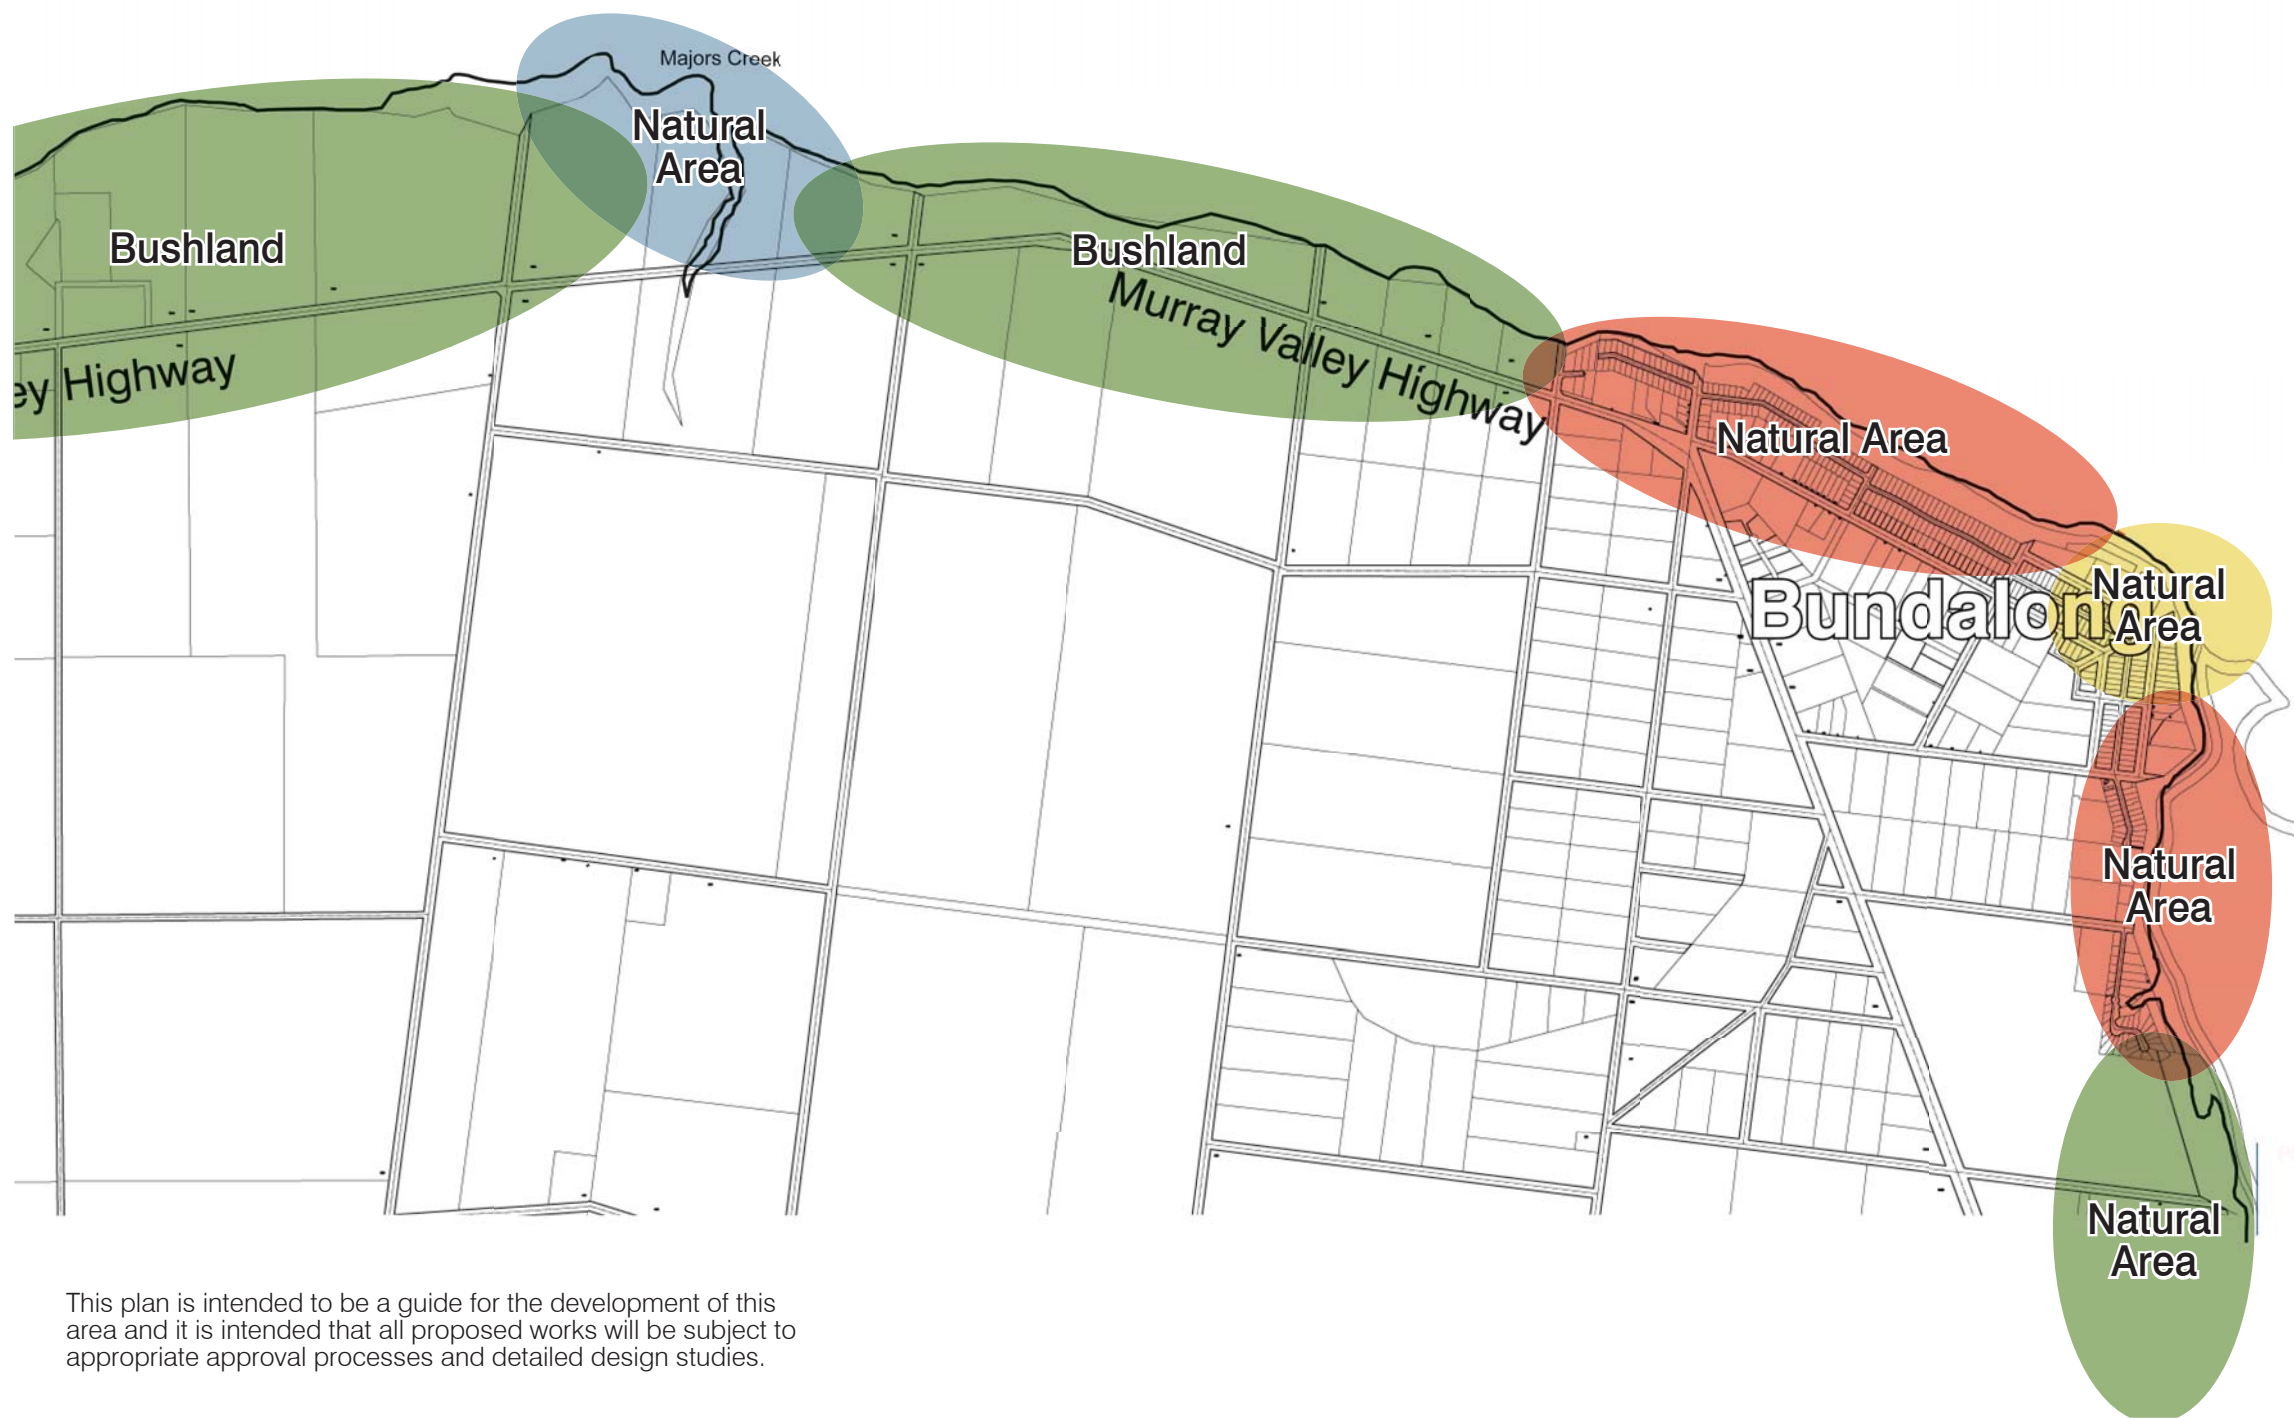 Majors Creek
Natural
Area
Bushland
Bushland
Murray Valley Highway
ey Highway
Natural Area
Bundalong
Natural
Area
Natural
Area
Natural
Area
This plan is intended to be a guide for the development of this
area and it is intended that all proposed works will be subject to
appropriate approval processes and detailed design studies.